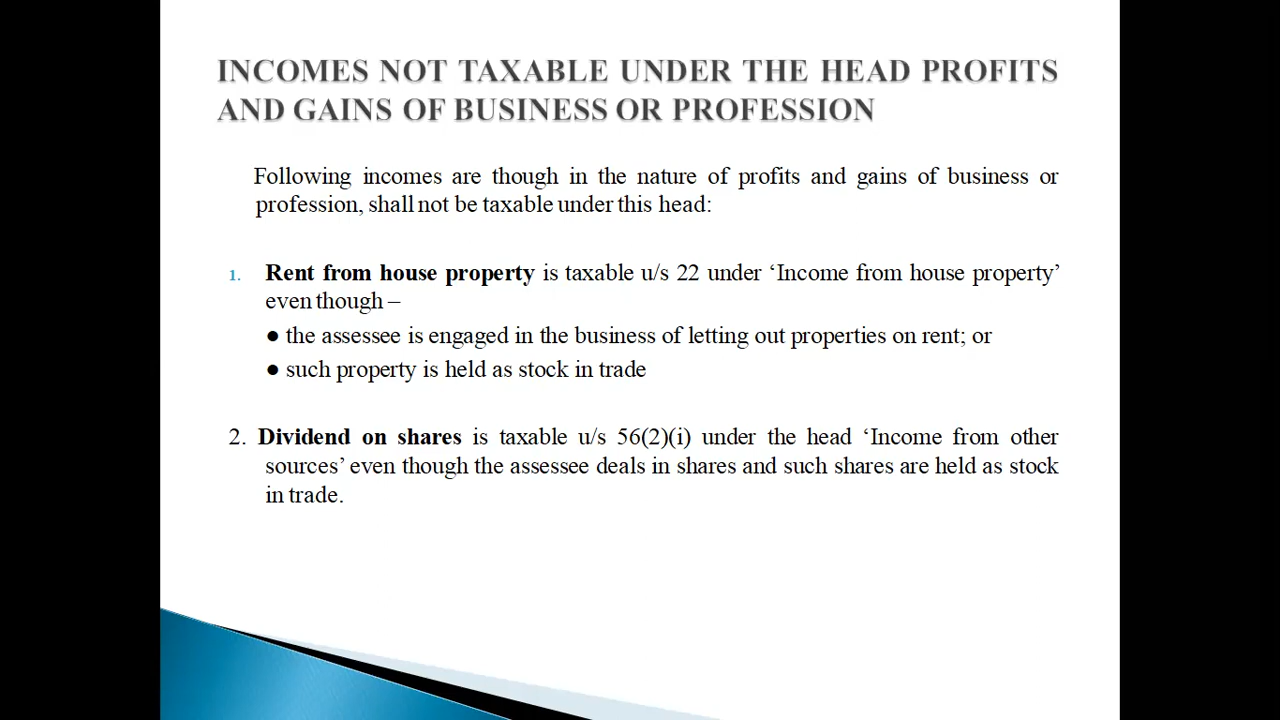 INCOMES NOT TAXABLE UNDER THE HEAD PROFITS
AND GAINS OF BUSINESS OR PROFESSION
Following incomes are though in the nature of profits and gains of business or
profession, shall not be taxable under this head:
1. Rent from house property is taxable u/s 22 under ‘Income from house property’
even though –
● the assessee is engaged in the business of letting out properties on rent; or
● such property is held as stock in trade
2. Dividend on shares is taxable u/s 56(2)(i) under the head ‘Income from other
sources’ even though the assessee deals in shares and such shares are held as stock
in trade.